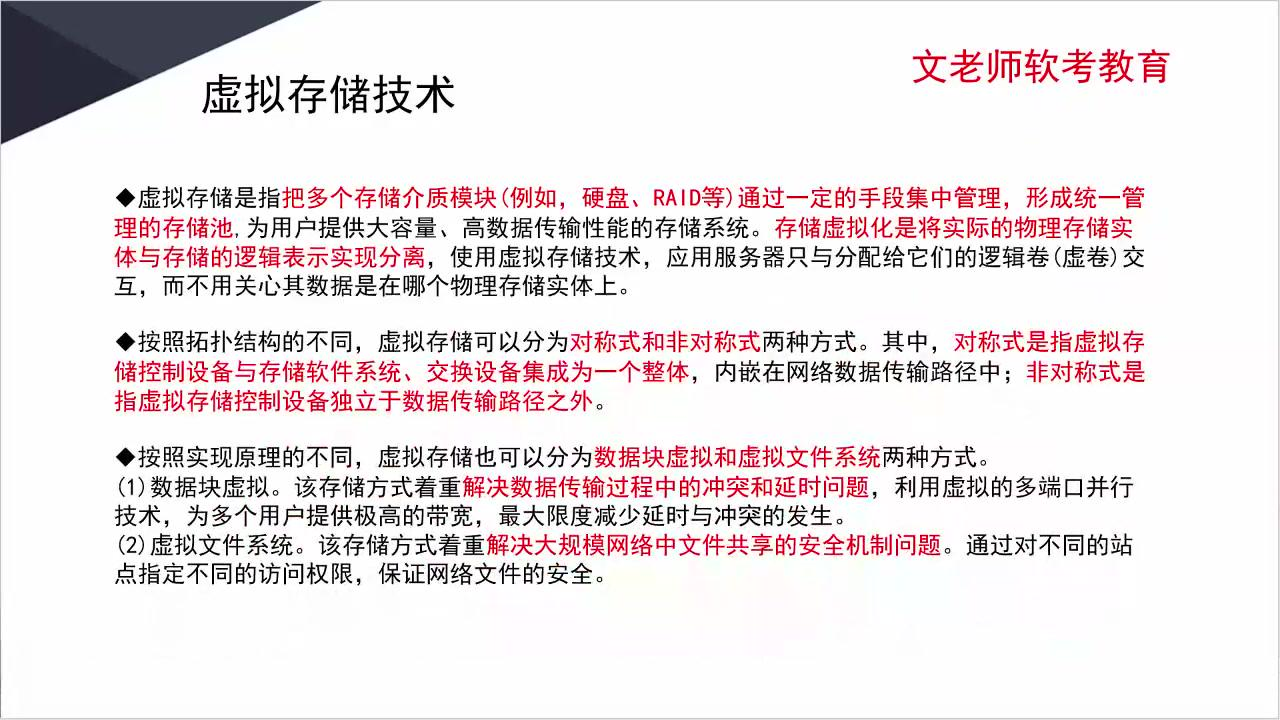 文老师软考教育
虚拟存储技术
◆虚拟存储是指把多个存储介质模块(例如，硬盘、RAID等)通过一定的手段集中管理，形成统一管
理的存储池,为用户提供大容量、高数据传输性能的存储系统。存储虚拟化是将实际的物理存储实
体与存储的逻辑表示实现分离，使用虚拟存储技术，应用服务器只与分配给它们的逻辑卷(虚卷)交
互，而不用关心其数据是在哪个物理存储实体上。
◆按照拓扑结构的不同，虚拟存储可以分为对称式和非对称式两种方式。其中，对称式是指虚拟存
储控制设备与存储软件系统、交换设备集成为一个整体，内嵌在网络数据传输路径中；非对称式是
指虚拟存储控制设备独立于数据传输路径之外。
◆按照实现原理的不同，虚拟存储也可以分为数据块虚拟和虚拟文件系统两种方式。
(1)数据块虚拟。该存储方式着重解决数据传输过程中的冲突和延时问题，利用虚拟的多端口并行
技术，为多个用户提供极高的带宽，最大限度减少延时与冲突的发生。
(2)虚拟文件系统。该存储方式着重解决大规模网络中文件共享的安全机制问题。通过对不同的站
点指定不同的访问权限，保证网络文件的安全。